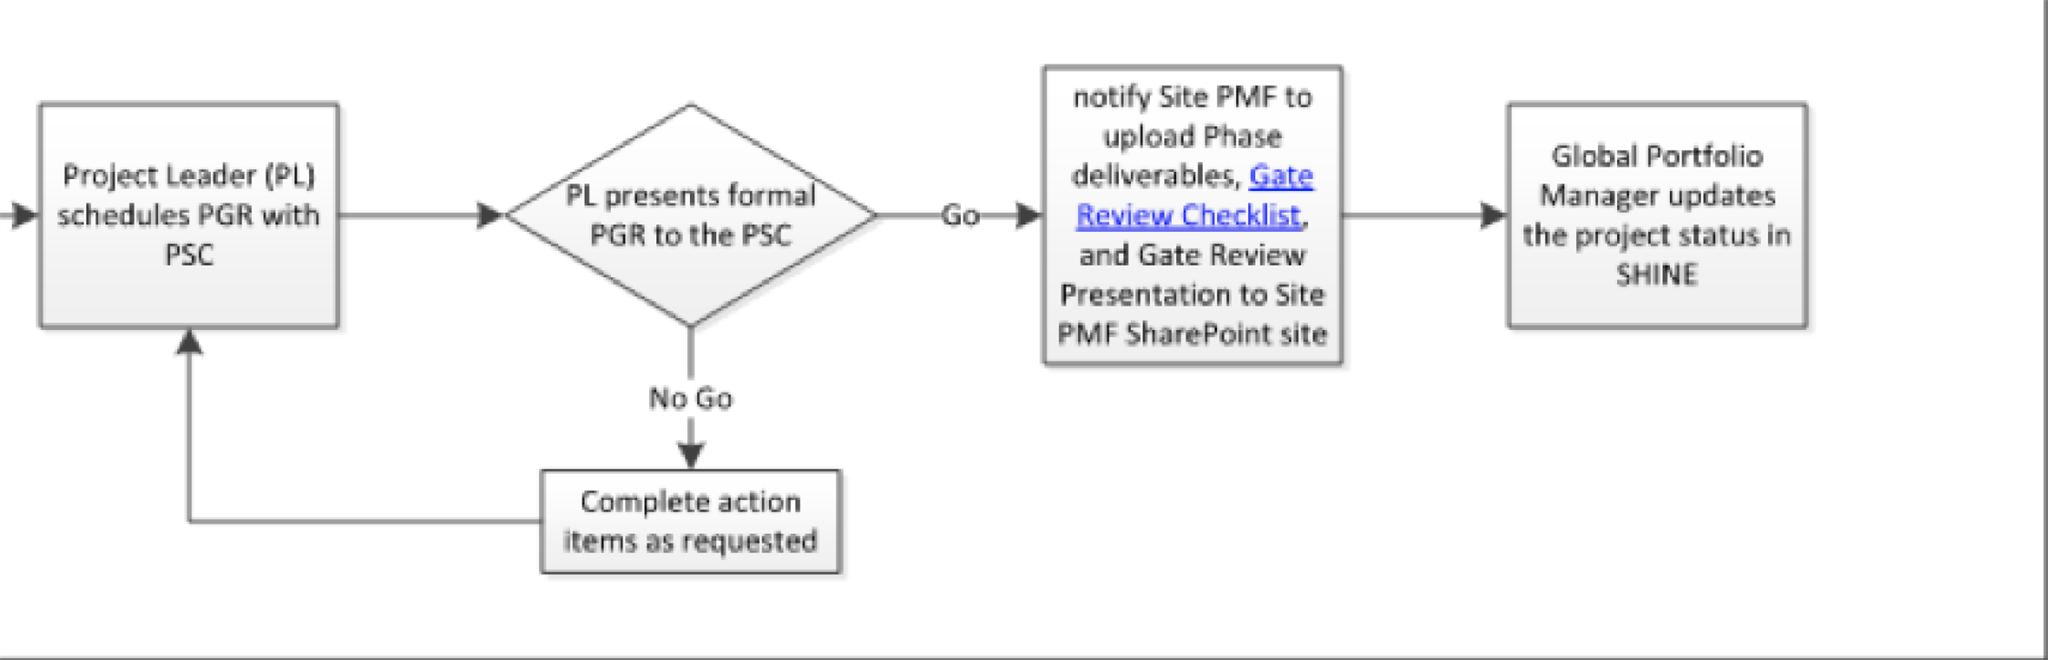 Project Leader (PL)
schedules PGR with
PSC
PL presents formal
PGR to the PSC
Go
No Go
Complete action
items as requested
notify Site PMF to
upload Phase
deliverables, Gate
Review Checklist,
and Gate Review
Presentation to Site
PMF SharePoint site
Global Portfolio
Manager updates
the project status in
SHINE